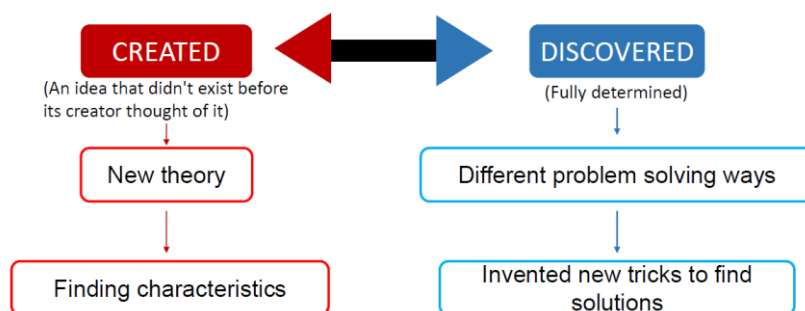 CREATED
(An idea that didn't exist before
its creator thought of it)
New theory
Finding characteristics
DISCOVERED
(Fully determined)
Different problem solving ways
Invented new tricks to find
solutions